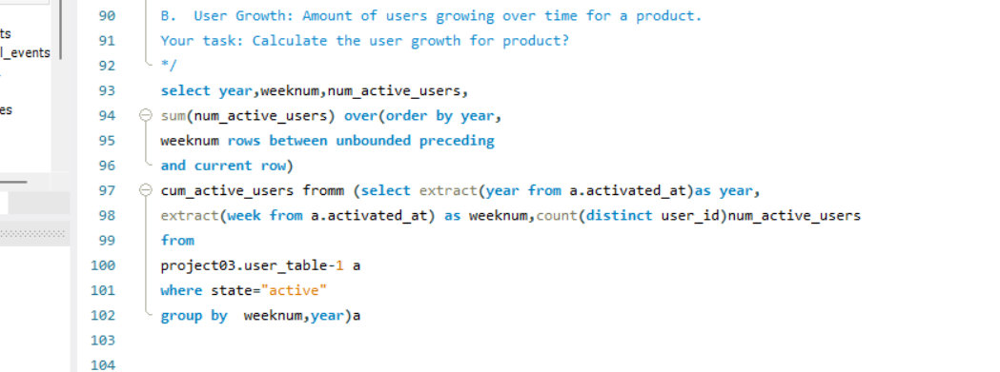 90 B. User Growth: Amount of users growing over time for a product.
ts 91 Your task: Calculate the user growth for product?
l_events 92 */
93 select year,weeknum,num_active_users,
es 94 sum(num_active_users) over(order by year,
95 weeknum rows between unbounded preceding
96 and current row)
97 cum_active_users fromm (select extract(year from a.activated_at)as year,
98 extract(week from a.activated_at) as weeknum,count(distinct user_id)num_active_users
99 from
100 project03.user_table-1 a
101 where state="active"
102 group by  weeknum,year)a
103
104